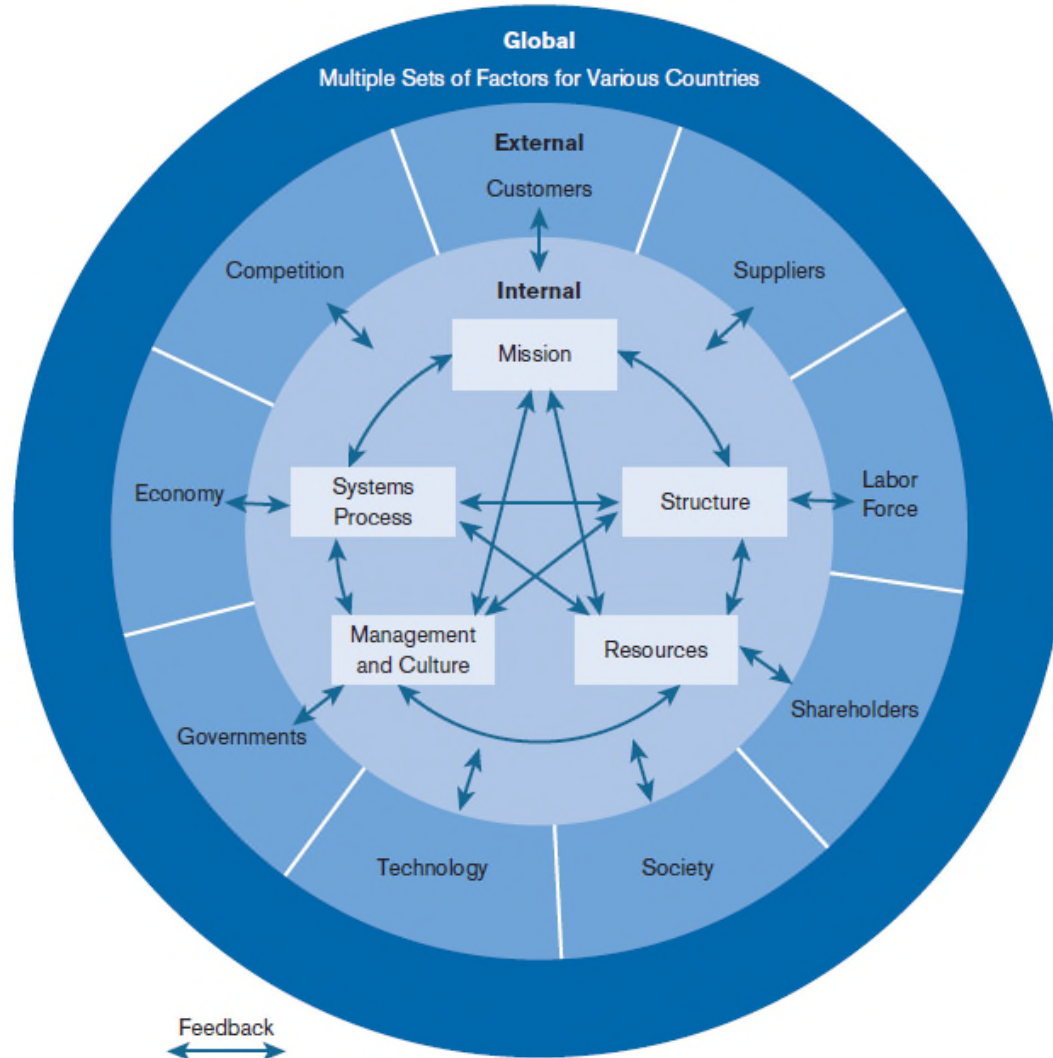 Global
Multiple Sets of Factors for Various Countries
External
Customers
Competition
Suppliers
Internal
Mission
Economy
Systems
Process
Structure
Labor
Force
Management
and Culture
Resources
Governments
Shareholders
Technology
Society
Feedback